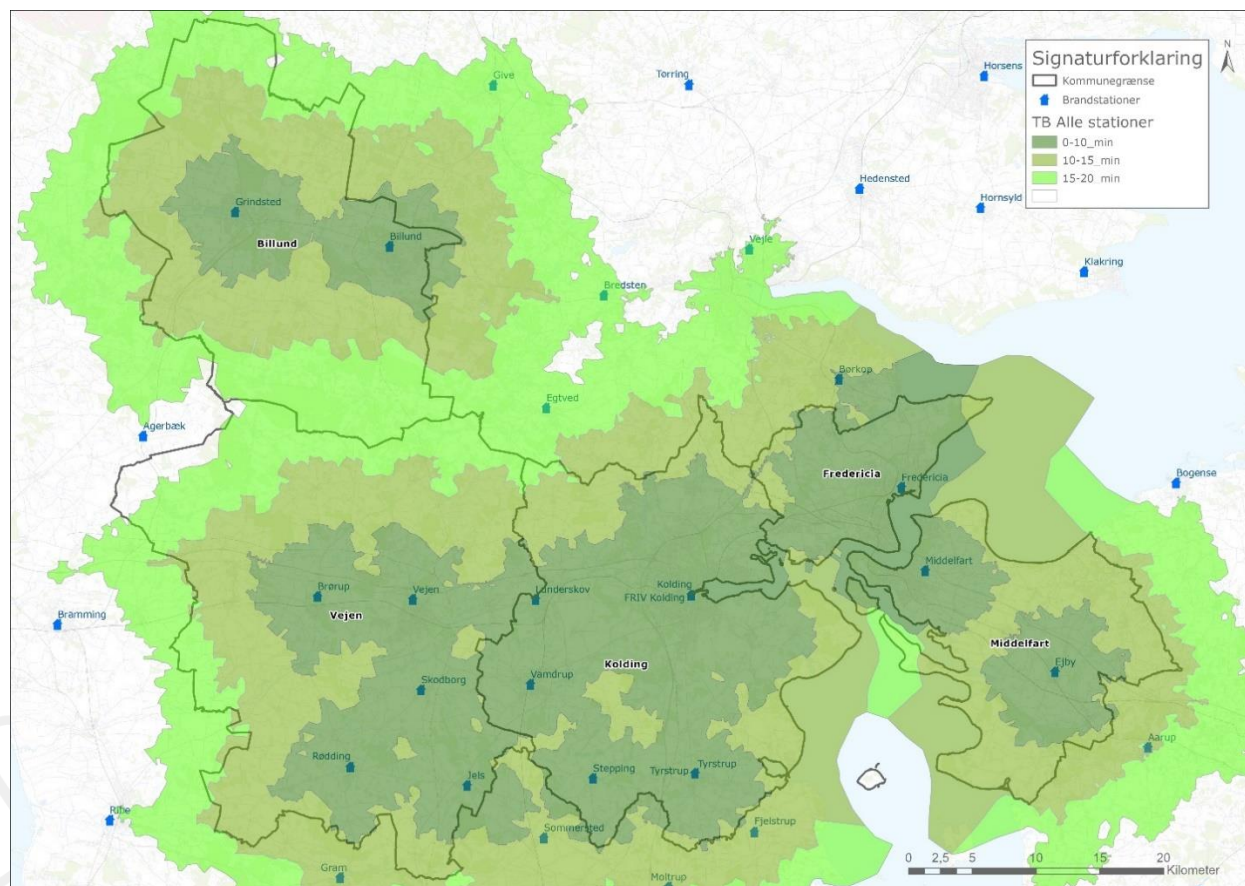 Signaturforklaring
Kommunegrænse
Brandstationer
TB Alle stationer
0-10_min
10-15_min
15-20_min
N
Give
Tørring
Horsens
Hedensted
Hornsyld
Grindsted
Billund
Billund
Vejle
Klakring
Bredsten
Børkop
Egtved
Agerbæk
Fredericia
Fredericia
Bogense
Middelfart
Brørup
Vejen
Lunderskov
Kolding
FRIV Kolding
Vejen
Bramming
Middelfart
Kolding
Ejby
Vamdrup
Skodborg
Aarup
Rødding
Jels
Stepping
Tyrstrup
Tyrstrup
Ribe
Sommersted
Fjelstrup
Gram
Moltrup
0 2,5 5 10 15 20
Kilometer